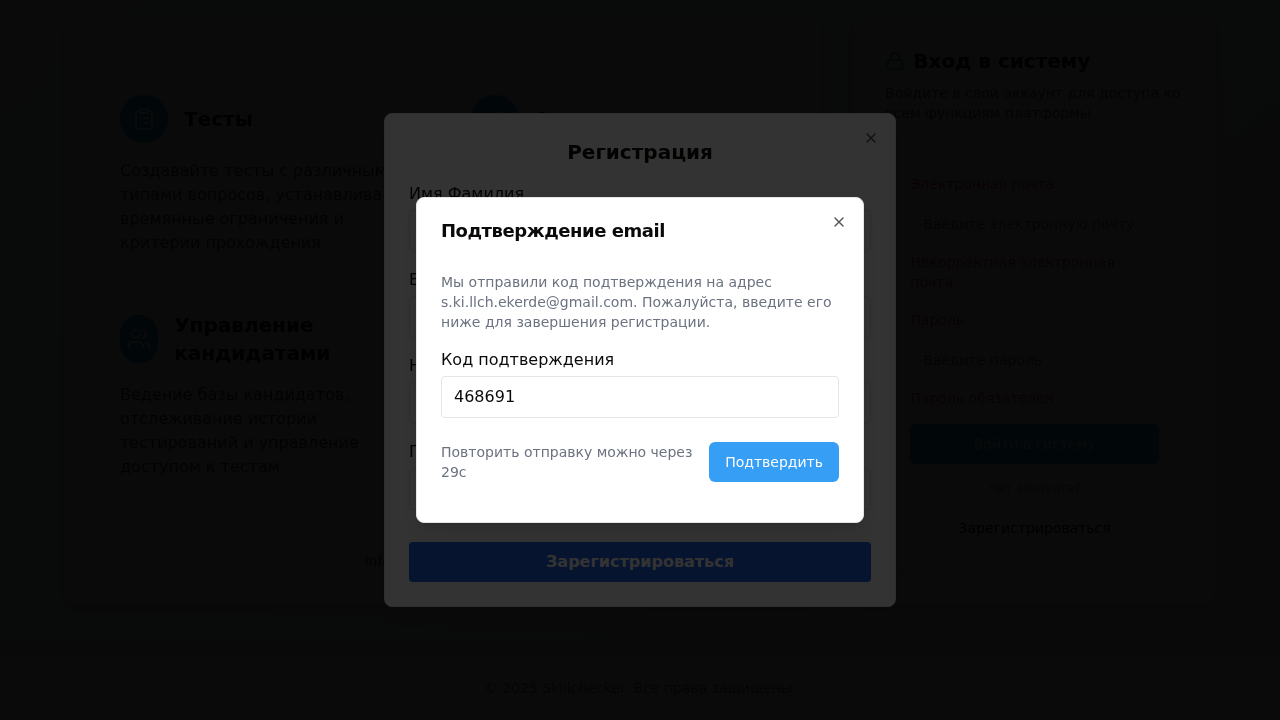 Тесты
Создавайте тесты с различным
типами вопросов, устанавлива
временные ограничения и
критерии прохождения
Управление
кандидатами
Ведение базы кандидатов,
отслеживание истории
тестирований и управление
доступом к тестам
Регистрация
Имя Фамилия
Подтверждение email
Мы отправили код подтверждения на адрес
s.ki.llch.ekerde@gmail.com. Пожалуйста, введите его
ниже для завершения регистрации.
Код подтверждения
468691
Повторить отправку можно через
29с
Подтвердить
Зарегистрироваться
Вход в систему
Войдите в свой аккаунт для доступа ко
всем функциям платформы
Электронная почта
Введите электронную почту
Некорректная электронная
почта
Пароль
Введите пароль
Пароль обязателен
Войти в систему
Нет аккаунта?
Зарегистрироваться
© 2025 Skillchecker. Все права защищены.